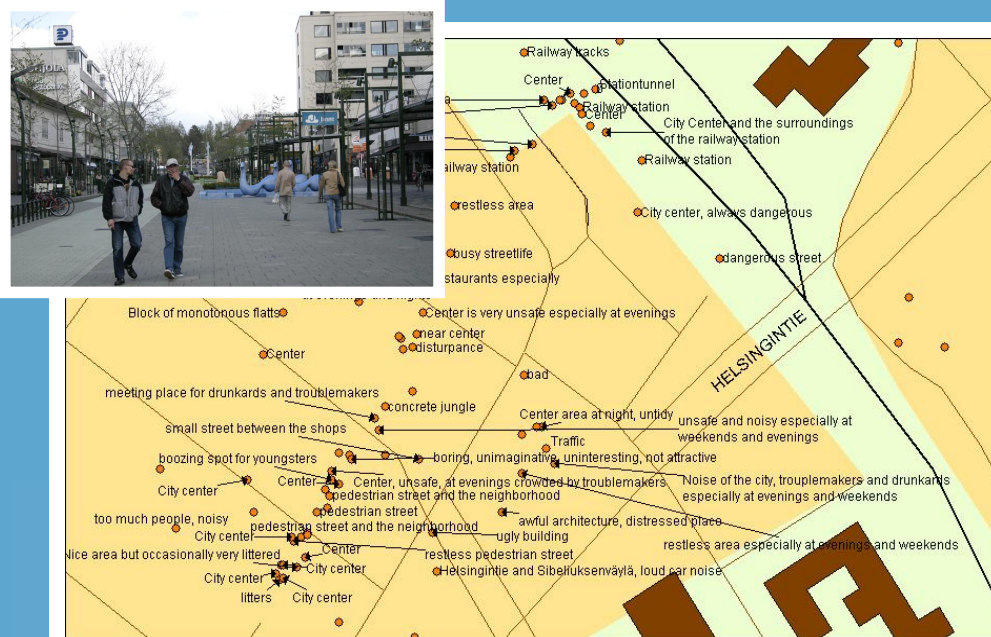 Railway tracks
Center
Stationtunnel
Railway station
Center
City Center and the surroundings
of the railway station
Railway station
ailway station
restless area
City center, always dangerous
busy streetlife
dangerous street
staurants especially
Block of monotonous flatts
Center is very unsafe especially at evenings
near center
disturpance
Center
HELSINGINTIE
bad
meeting place for drunkards and troublemakers
concrete jungle
Center area at night, untidy
unsafe and noisy especially at
weekends and evenings
small street between the shops
Traffic
boozing spot for youngsters
boring, unimaginative, uninteresting, not attractive
City center
Center
Center, unsafe, at evenings crowded by troublemakers
Noise of the city, trouplemakers and drunkards
especially at evenings and weekends
pedestrian street and the neighborhood
pedestrian street
too much people, noisy
awful architecture, distressed place
pedestrian street and the neighborhood
ugly building
City center
restless area especially at evenings and weekends
Nice area but occasionally very littered
Center
restless pedestrian street
City center
City center
Helsingintie and Sibeliuksenväylä, loud car noise
litters
City center